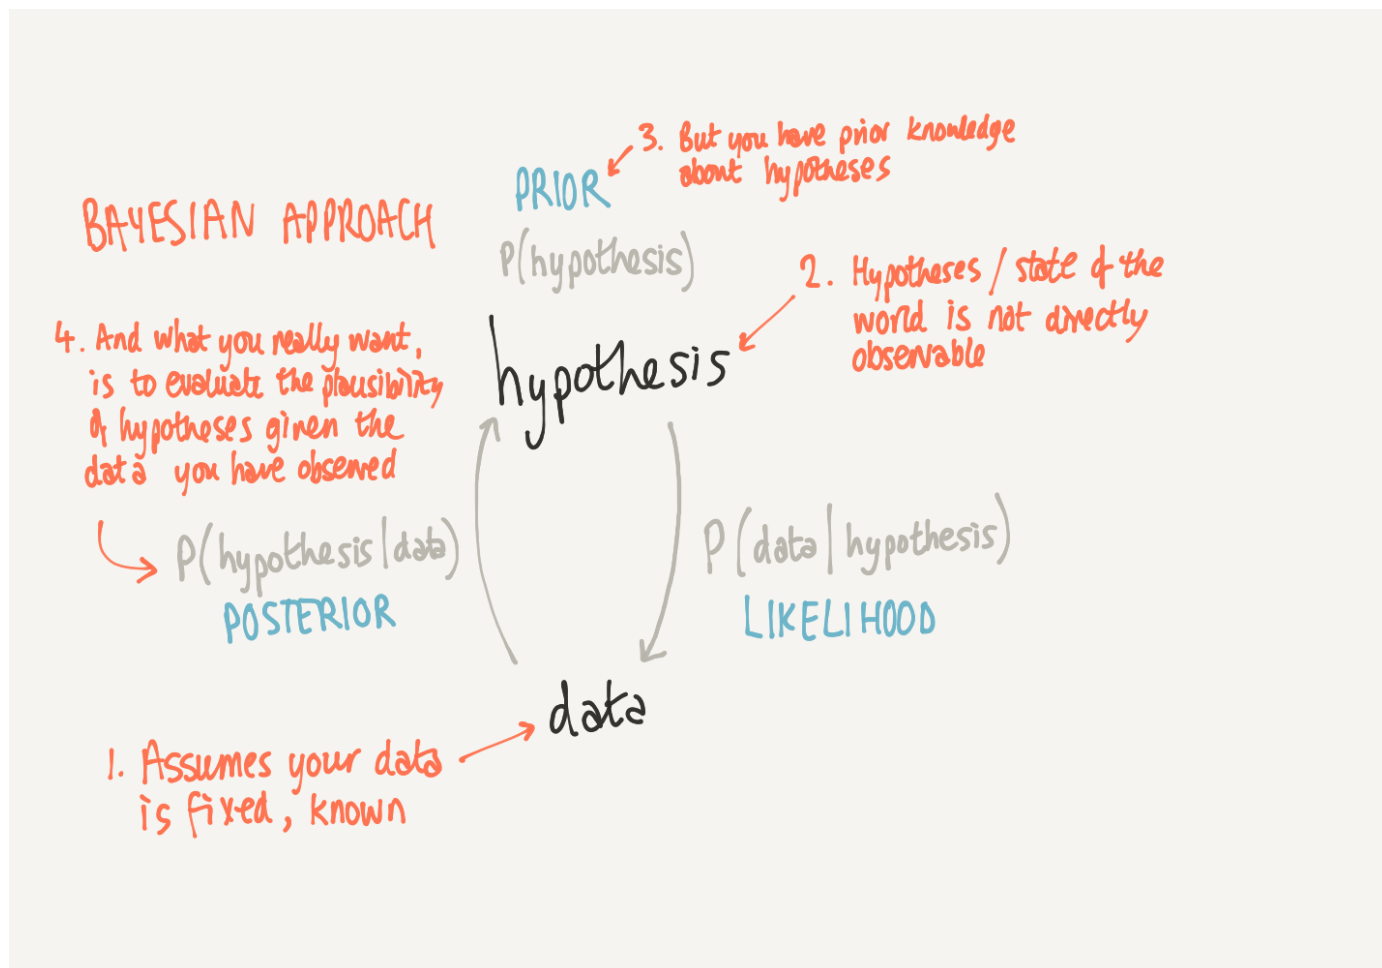 BAYESIAN APPROACH
3. But you have prior knowledge
about hypotheses
PRIOR
P(hypothesis)
2. Hypotheses / state of the
world is not directly
observable
hypothesis
4. And what you really want,
is to evaluate the plausibility
of hypotheses given the
data you have observed
P(hypothesis|data)
POSTERIOR
P(data|hypothesis)
LIKELIHOOD
data
1. Assumes your data
is fixed, known